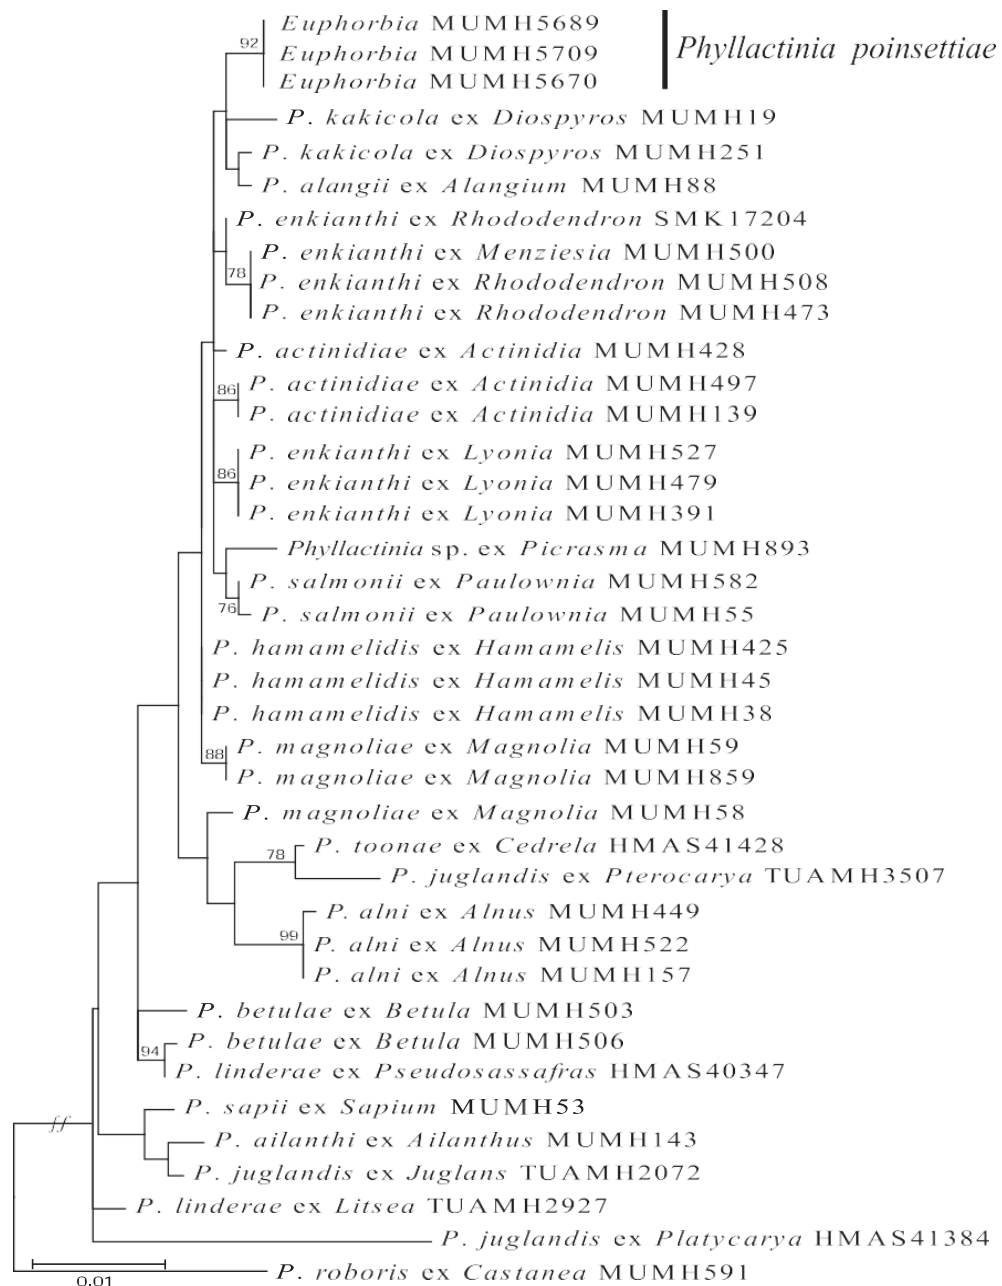 Euphorbia MUMH5689
92
Euphorbia MUMH5709
Phyllactinia poinsettiae
Euphorbia MUMH5670
P. kakicola ex Diospyros MUMH19
P. kakicola ex Diospyros MUMH251
P. alangii ex Alangium MUMH88
P. enkianthi ex Rhododendron SMK17204
P. enkianthi ex Menziesia MUMH500
78
P. enkianthi ex Rhododendron MUMH508
P. enkianthi ex Rhododendron MUMH473
P. actinidiae ex Actinidia MUMH428
86
P. actinidiae ex Actinidia MUMH497
P. actinidiae ex Actinidia MUMH139
P. enkianthi ex Lyonia MUMH527
86
P. enkianthi ex Lyonia MUMH479
P. enkianthi ex Lyonia MUMH391
Phyllactinia sp. ex Picrasma MUMH893
P. salmonii ex Paulownia MUMH582
76
P. salmonii ex Paulownia MUMH55
P. hamamelidis ex Hamamelis MUMH425
P. hamamelidis ex Hamamelis MUMH45
P. hamamelidis ex Hamamelis MUMH38
88
P. magnoliae ex Magnolia MUMH59
P. magnoliae ex Magnolia MUMH859
P. magnoliae ex Magnolia MUMH58
P. toonae ex Cedrela HMAS41428
78
P. juglandis ex Pterocarya TUAMH3507
P. alni ex Alnus MUMH449
99
P. alni ex Alnus MUMH522
P. alni ex Alnus MUMH157
P. betulae ex Betula MUMH503
P. betulae ex Betula MUMH506
94
P. linderae ex Pseudosassafras HMAS40347
P. sapii ex Sapium MUMH53
P. ailanthi ex Ailanthus MUMH143
P. juglandis ex Juglans TUAMH2072
P. linderae ex Litsea TUAMH2927
P. juglandis ex Platycarya HMAS41384
P. roboris ex Castanea MUMH591
0.01